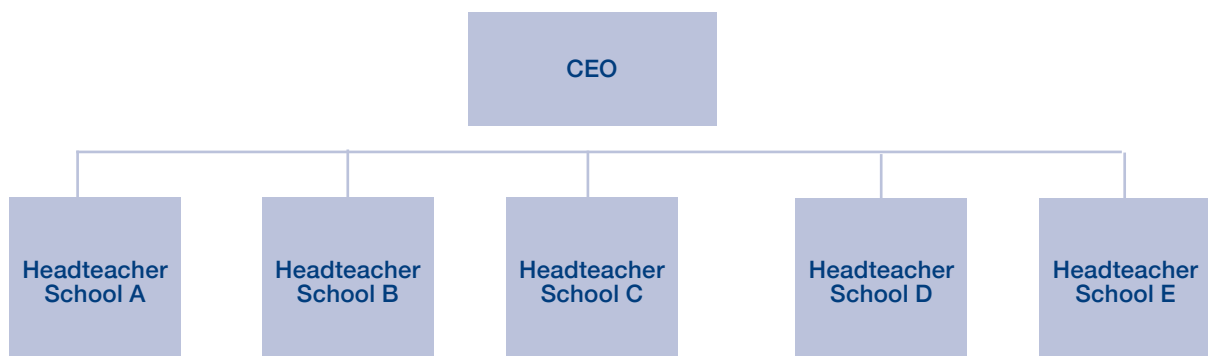 CEO
Headteacher
School A
Headteacher
School B
Headteacher
School C
Headteacher
School D
Headteacher
School E